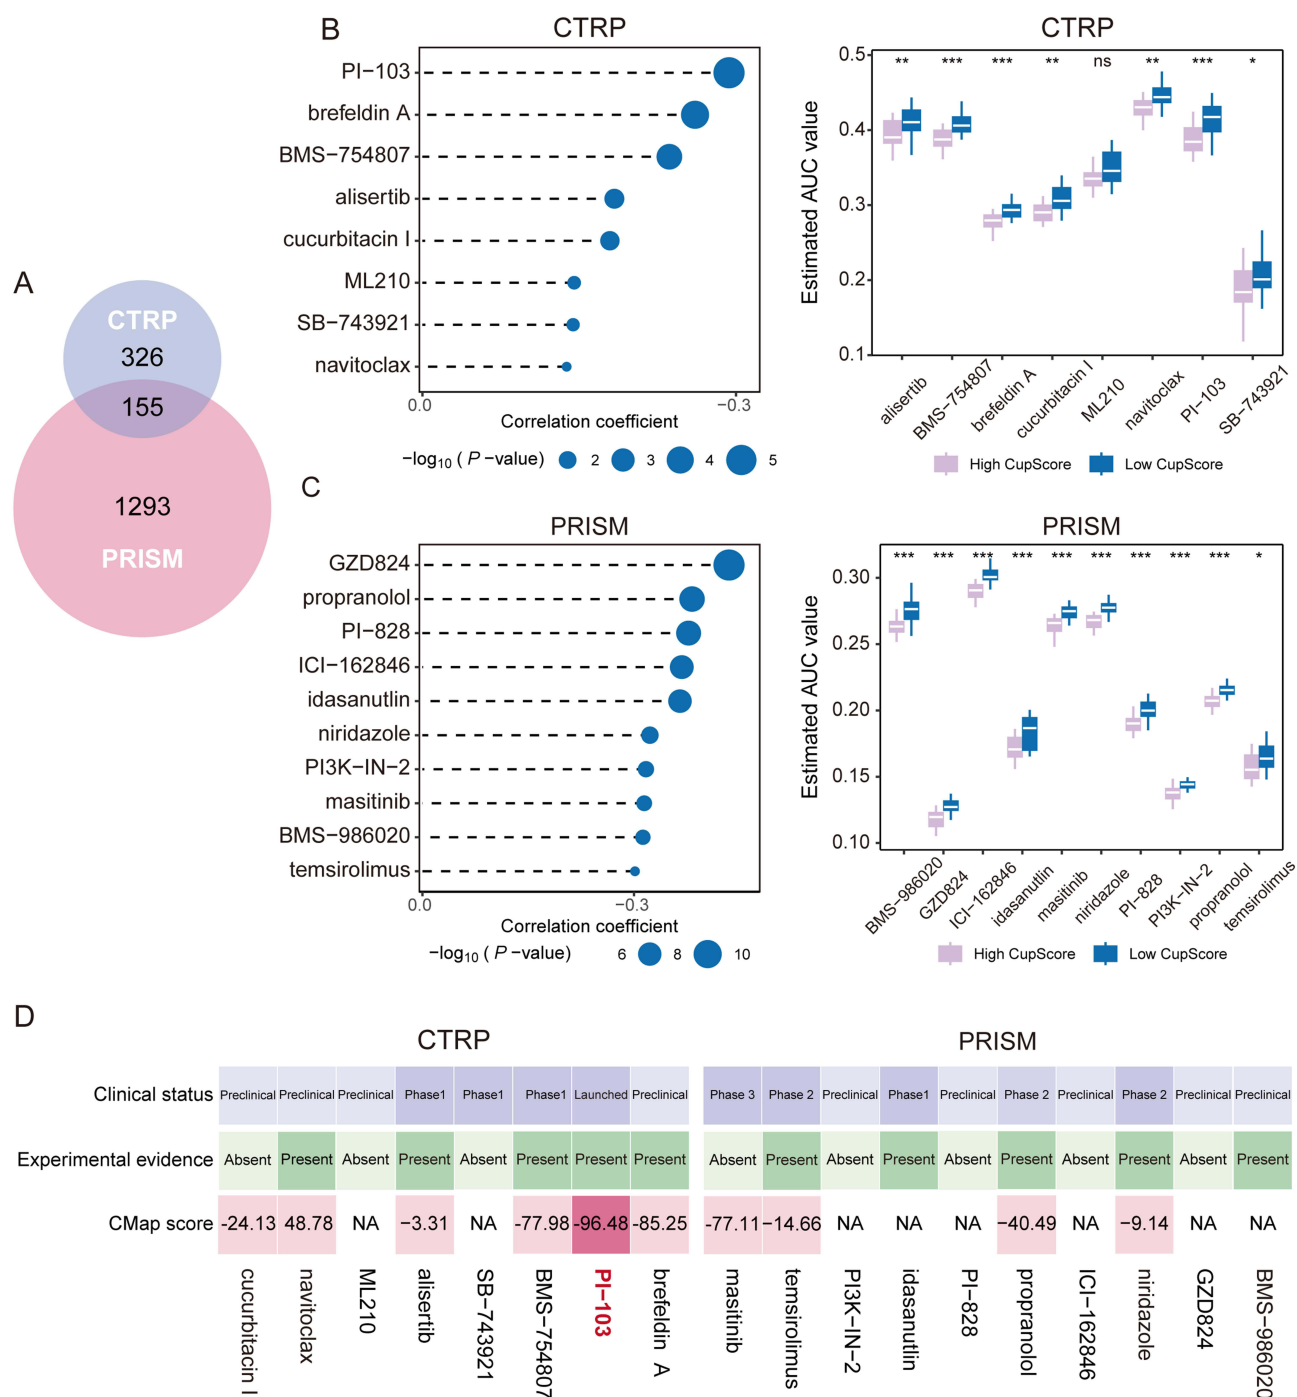 A
CTRP
326
155
1293
PRISM
B
CTRP
PI−103
brefeldin A
BMS−754807
alisertib
cucurbitacin I
ML210
SB−743921
navitoclax
0.0
−0.3
Correlation coefficient
−log10 ( P −value)
2
3
4
5
CTRP
Estimated AUC value
0.5
0.4
0.3
0.2
0.1
**
***
***
**
ns
**
***
*
alisertib
BMS−754807
brefeldin A
cucurbitacin I
ML210
navitoclax
PI−103
SB−743921
High CupScore
Low CupScore
C
PRISM
GZD824
propranolol
PI−828
ICI−162846
idasanutlin
niridazole
PI3K−IN−2
masitinib
BMS−986020
temsirolimus
0.0
−0.3
Correlation coefficient
−log10 ( P −value)
6
8
10
PRISM
Estimated AUC value
0.30
0.25
0.20
0.15
0.10
***
***
***
***
***
***
***
***
***
*
BMS−986020
GZD824
ICI−162846
idasanutlin
masitinib
niridazole
PI−828
PI3K−IN−2
propranolol
temsirolimus
High CupScore
Low CupScore
D
CTRP
PRISM
Clinical status Preclinical Preclinical Preclinical Phase1 Phase1 Phase1 Launched Preclinical Phase 3 Phase 2 Preclinical Phase1 Preclinical Phase 2 Preclinical Phase 2 Preclinical Preclinical
Experimental evidence Absent Present Absent Present Absent Present Present Present Absent Present Absent Present Absent Present Absent Present Absent Present
CMap score -24.13 48.78 NA −3.31 NA -77.98 -96.48 -85.25 -77.11 −14.66 NA NA NA −40.49 NA −9.14 NA NA
cucurbitacin I
navitoclax
ML210
alisertib
SB−743921
BMS−754807
PI−103
brefeldin A
masitinib
temsirolimus
PI3K−IN−2
idasanutlin
PI−828
propranolol
ICI−162846
niridazole
GZD824
BMS−986020